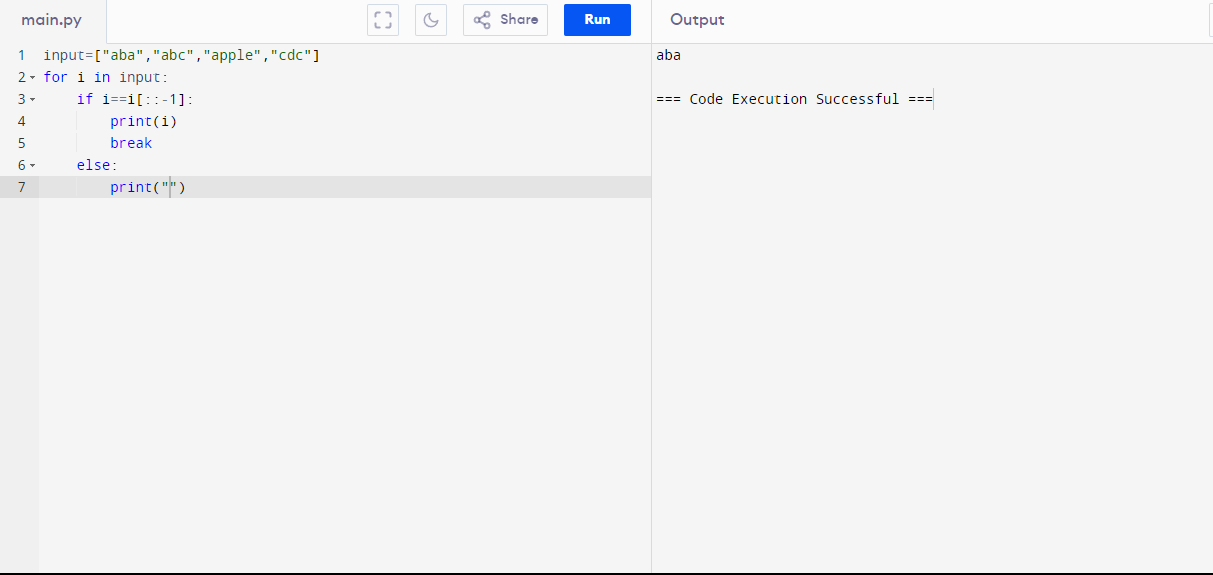 main.py Share Run Output
1 input=["aba","abc","apple","cdc"]
2 for i in input:
3     if i==i[::-1]:
4         print(i)
5         break
6     else:
7         print("")
aba
=== Code Execution Successful ===